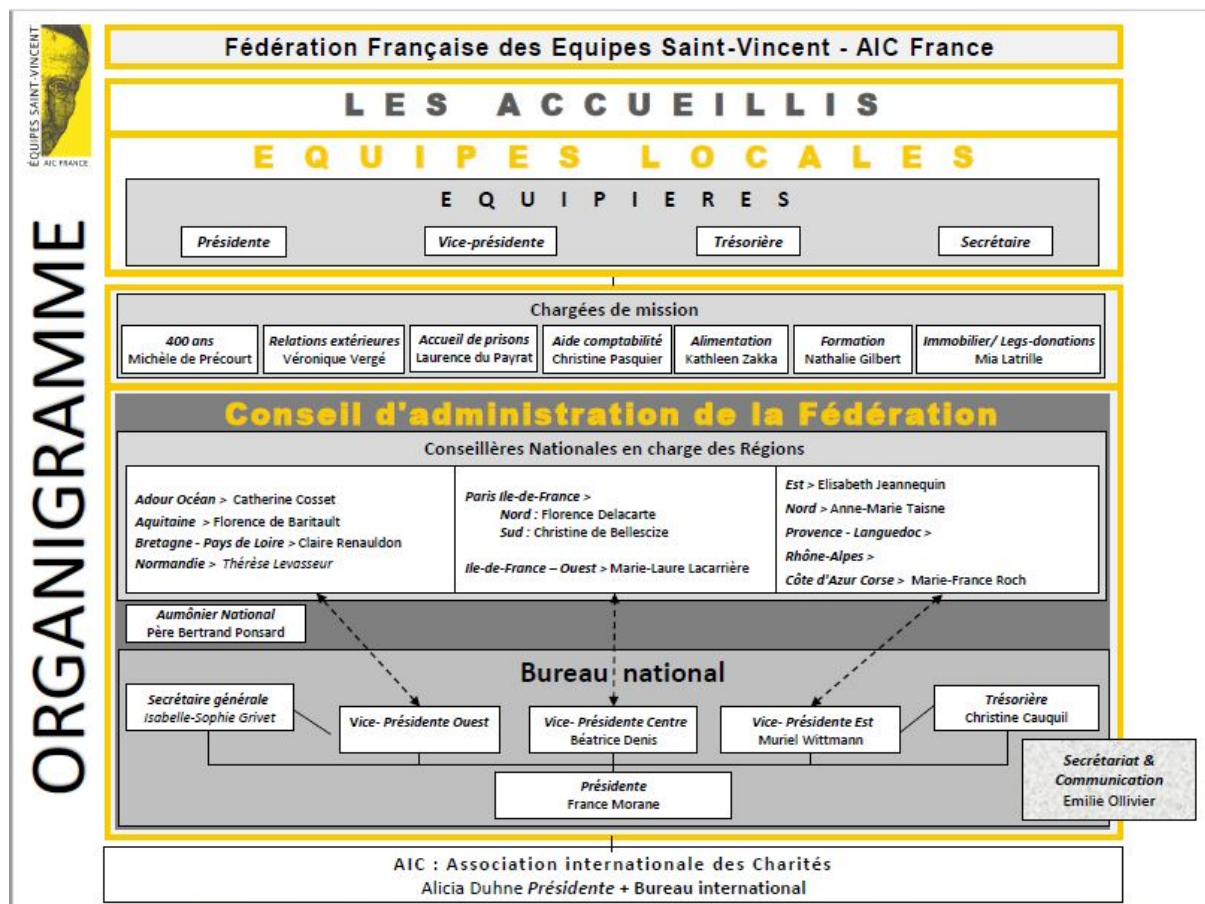 ÉQUIPES SAINT-VINCENT
AIC FRANCE
ORGANIGRAMME
Fédération Française des Equipes Saint-Vincent - AIC France
LES ACCUEILLIS
EQUIPES LOCALES
EQUIPIERES
Présidente
Vice-présidente
Trésorière
Secrétaire
Chargées de mission
400 ans
Michèle de Précourt
Relations extérieures
Véronique Vergé
Accueil de prisons
Laurence du Payrat
Aide comptabilité
Christine Pasquier
Alimentation
Kathleen Zakka
Formation
Nathalie Gilbert
Immobilier/ Legs-donations
Mia Latrille
Conseil d'administration de la Fédération
Conseillères Nationales en charge des Régions
Adour Océan > Catherine Cosset
Aquitaine > Florence de Baritault
Bretagne - Pays de Loire > Claire Renauldon
Normandie > Thérèse Levasseur
Paris Ile-de-France >
Nord : Florence Delacarte
Sud : Christine de Bellescize
Ile-de-France – Ouest > Marie-Laure Lacarrière
Est > Elisabeth Jeannequin
Nord > Anne-Marie Taisne
Provence - Languedoc >
Rhône-Alpes >
Côte d'Azur Corse > Marie-France Roch
Aumônier National
Père Bertrand Ponsard
Bureau national
Secrétaire générale
Isabelle-Sophie Grivet
Vice- Présidente Ouest
Vice- Présidente Centre
Béatrice Denis
Vice- Présidente Est
Muriel Wittmann
Trésorière
Christine Cauquil
Présidente
France Morane
Secrétariat &
Communication
Emilie Ollivier
AIC : Association internationale des Charités
Alicia Duhne Présidente + Bureau international